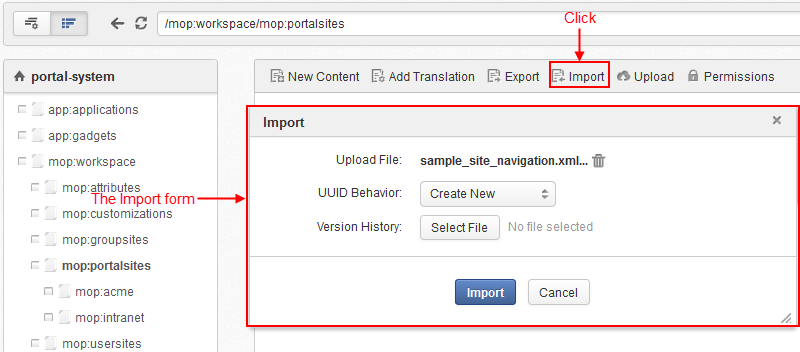 Click
/mop:workspace/mop:portalsites
portal-system
New Content Add Translation Export Import Upload Permissions
app:applications
app:gadgets
mop:workspace
mop:attributes
mop:customizations
mop:groupsites
mop:portalsites
mop:acme
mop:intranet
mop:usersites
The Import form
Import
Upload File: sample_site_navigation.xml...
UUID Behavior: Create New
Version History: Select File No file selected
Import Cancel